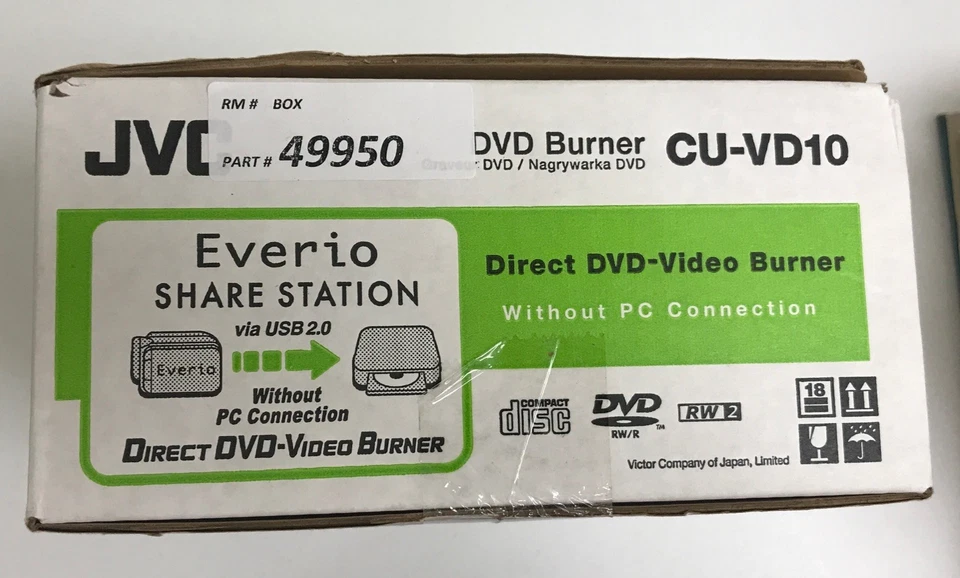 RM # BOX
PART # 49950
JVC
DVD Burner
CU-VD10
Graveur DVD / Nagrywarka DVD
Everio
SHARE STATION
via USB 2.0
Everio
Without
PC Connection
DIRECT DVD-VIDEO BURNER
Direct DVD-Video Burner
Without PC Connection
COMPACT
disc
DVD
RW/R
TM
RW 2
18
Victor Company of Japan, Limited